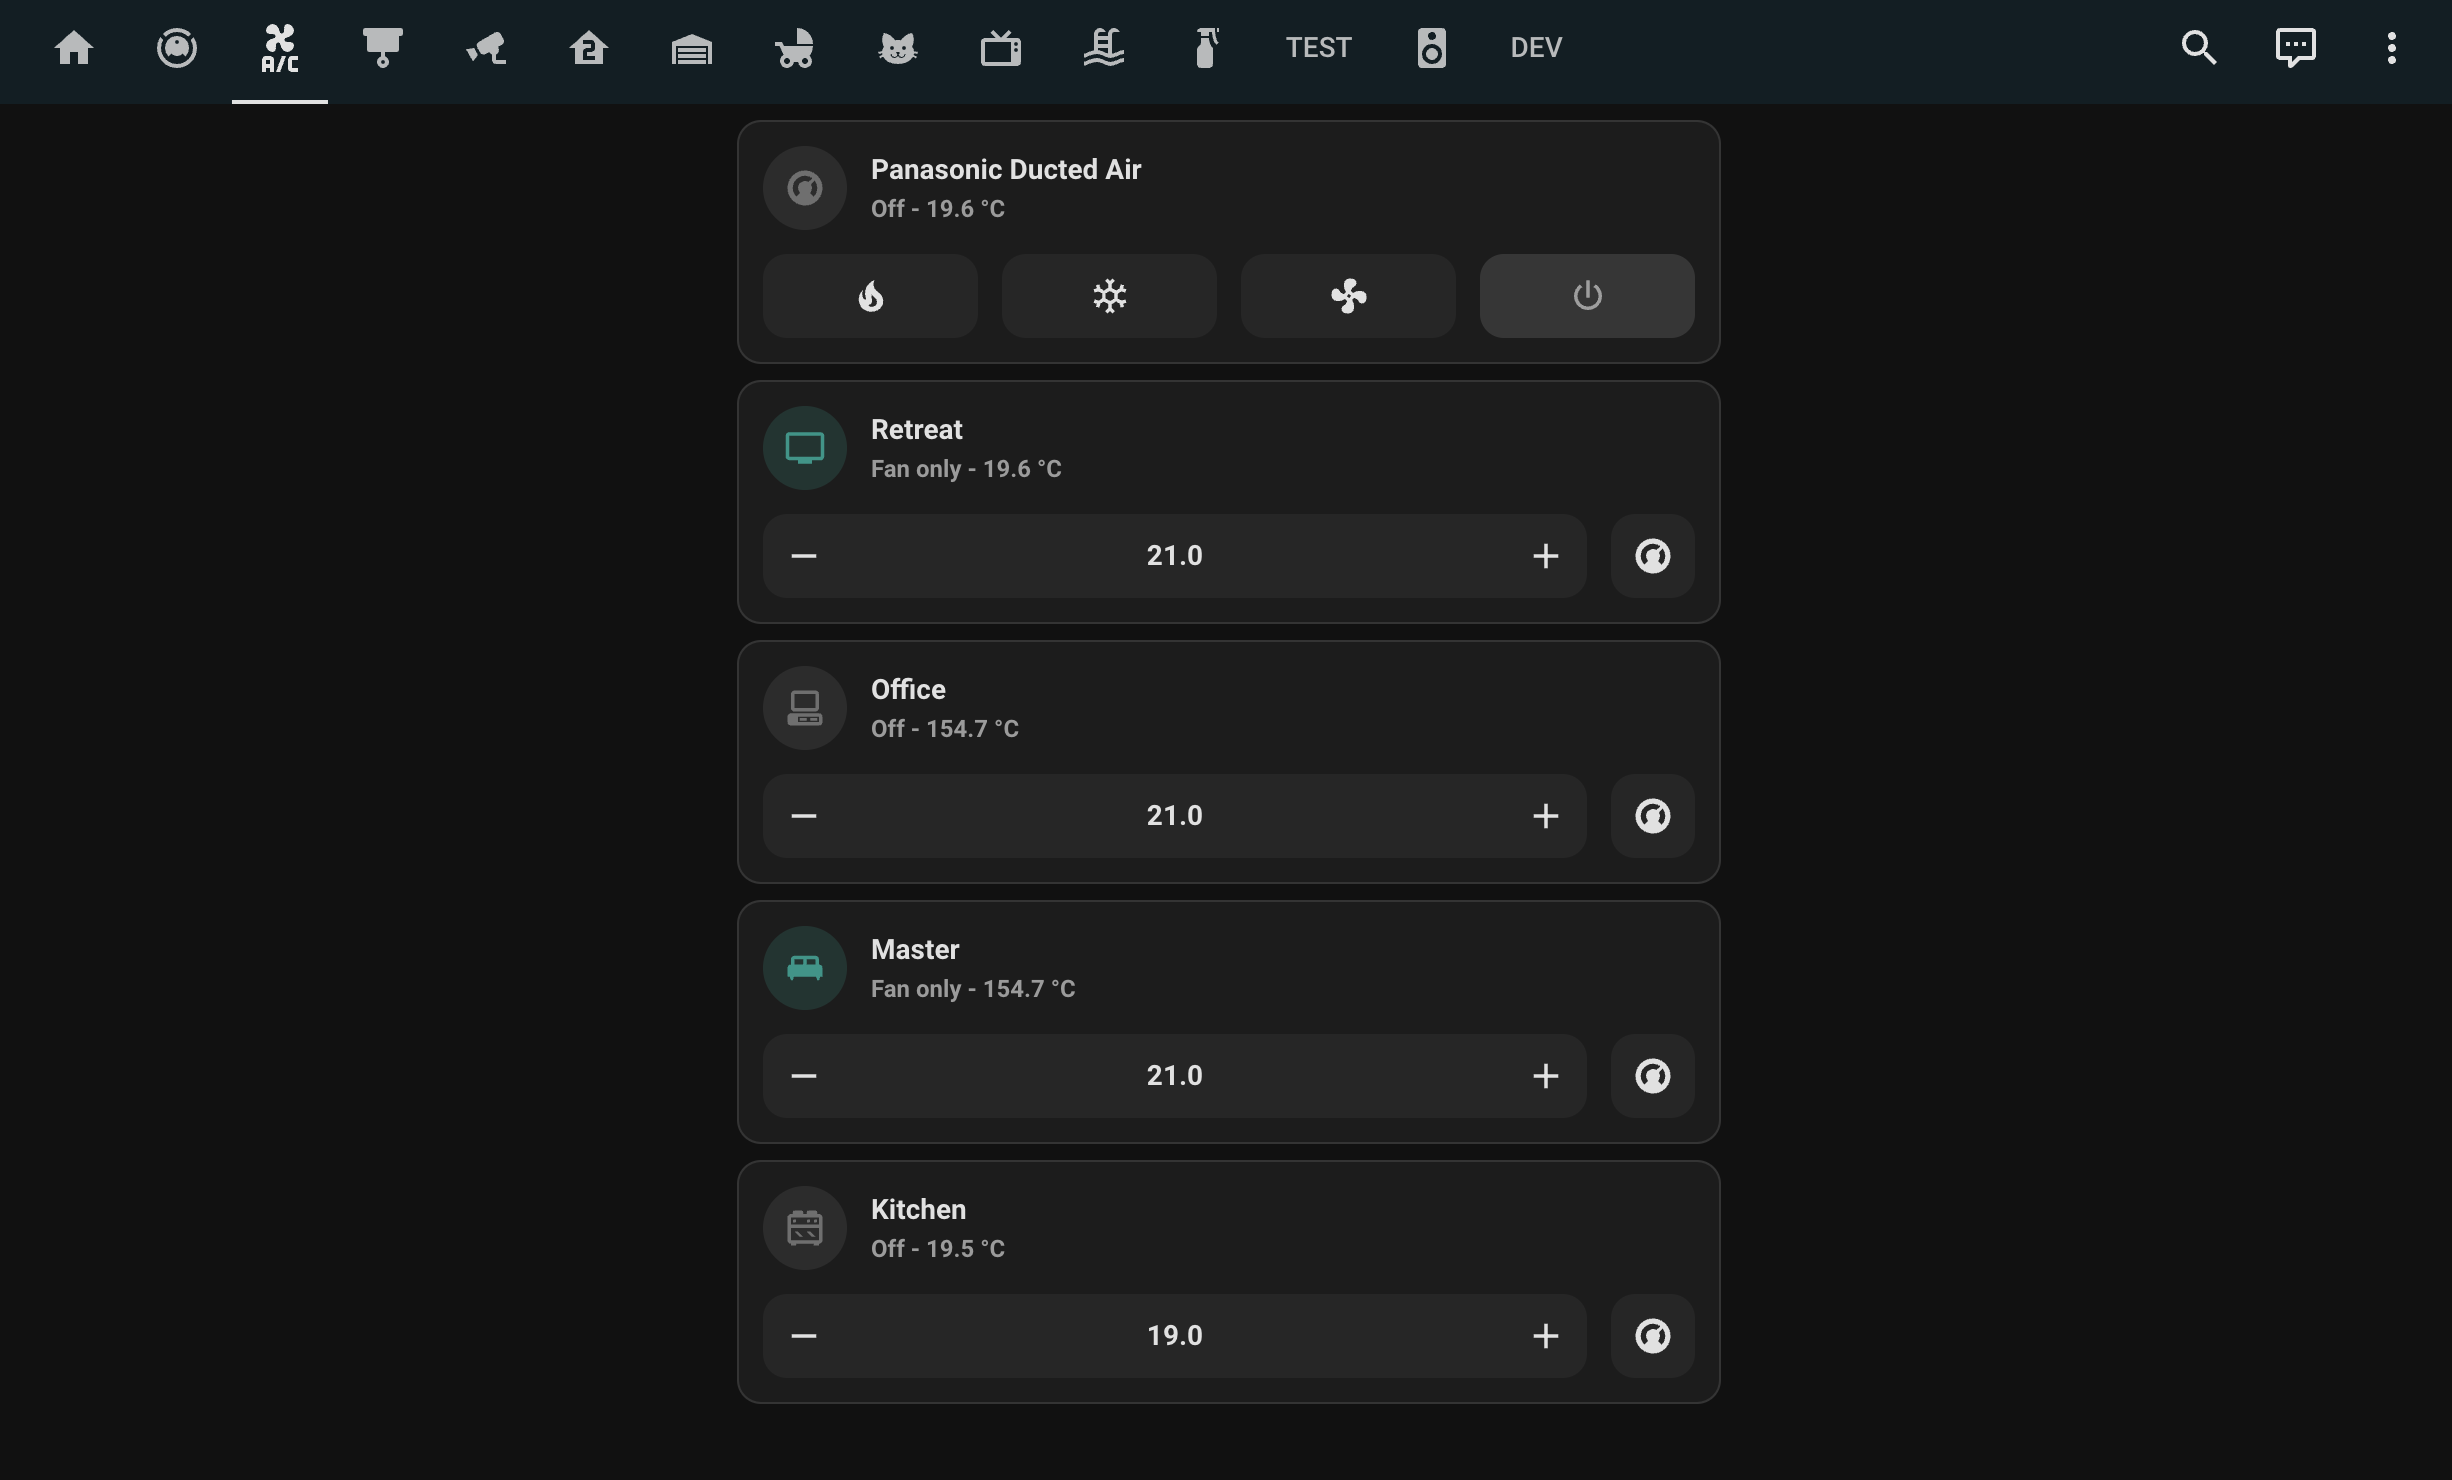 A/C
2
TEST
DEV
Panasonic Ducted Air
Off - 19.6 °C
Retreat
Fan only - 19.6 °C
21.0
Office
Off - 154.7 °C
21.0
Master
Fan only - 154.7 °C
21.0
Kitchen
Off - 19.5 °C
19.0